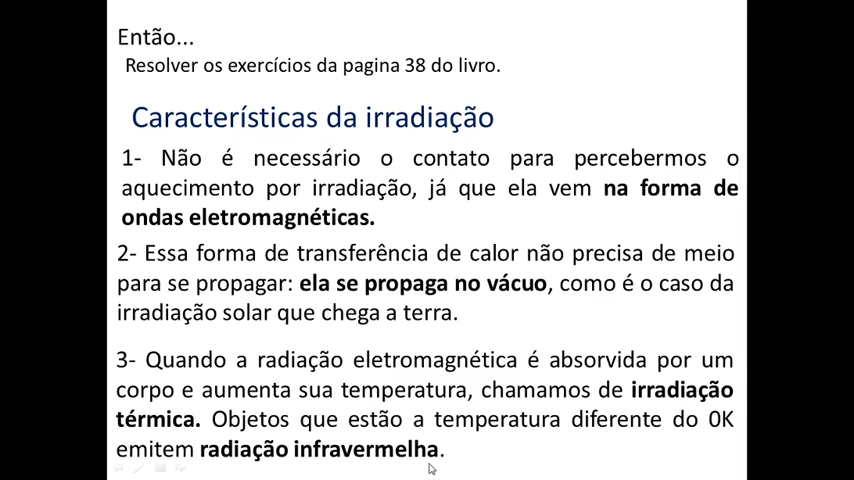 Então...
Resolver os exercícios da pagina 38 do livro.
Características da irradiação
1- Não é necessário o contato para percebermos o
aquecimento por irradiação, já que ela vem na forma de
ondas eletromagnéticas.
2- Essa forma de transferência de calor não precisa de meio
para se propagar: ela se propaga no vácuo, como é o caso da
irradiação solar que chega a terra.
3- Quando a radiação eletromagnética é absorvida por um
corpo e aumenta sua temperatura, chamamos de irradiação
térmica. Objetos que estão a temperatura diferente do 0K
emitem radiação infravermelha.